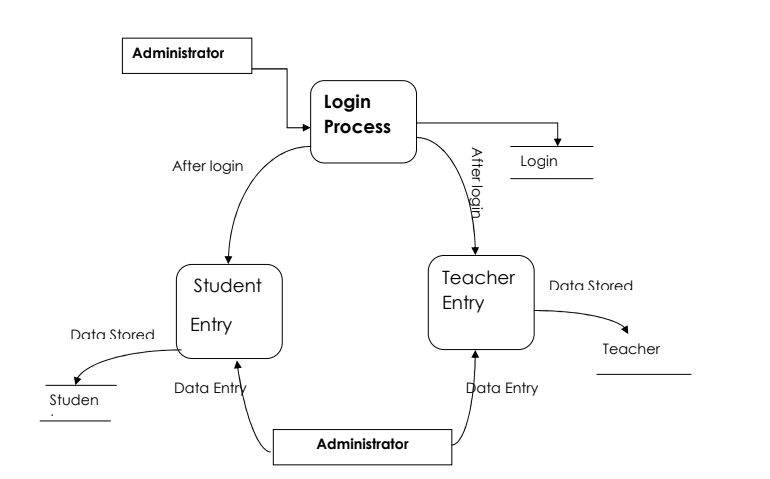 Administrator
Login
Process
After login
After login
Login
Student
Entry
Teacher
Entry
Data Stored
Data Stored
Teacher
Studen
Data Entry
Data Entry
Administrator